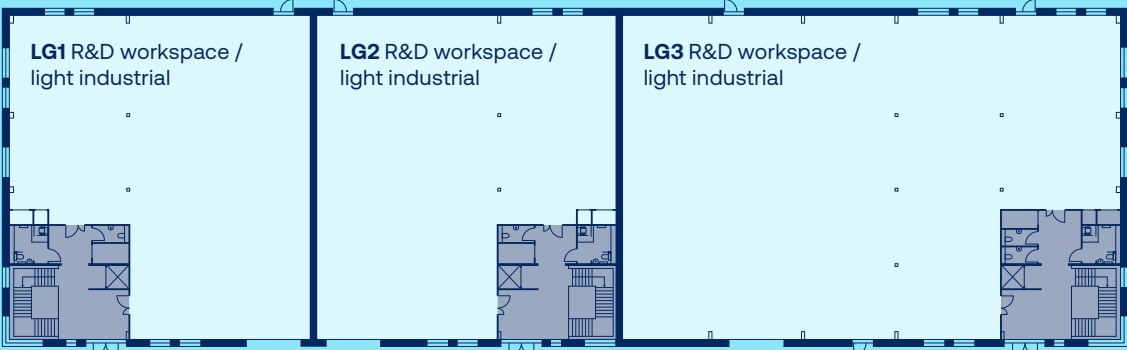 LG1 R&D workspace /
light industrial
LG2 R&D workspace /
light industrial
LG3 R&D workspace /
light industrial